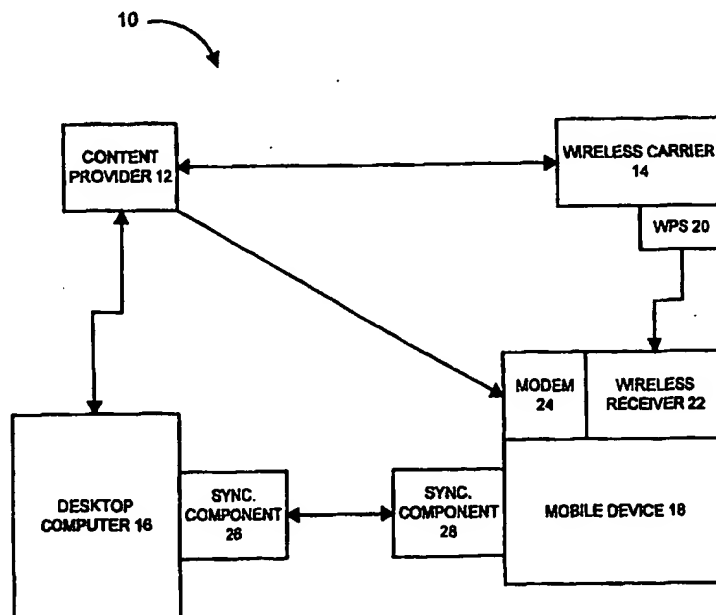 10
CONTENT
PROVIDER 12
WIRELESS CARRIER
14
WPS 20
MODEM
24
WIRELESS
RECEIVER 22
DESKTOP
COMPUTER 16
SYNC.
COMPONENT
26
SYNC.
COMPONENT
28
MOBILE DEVICE 18